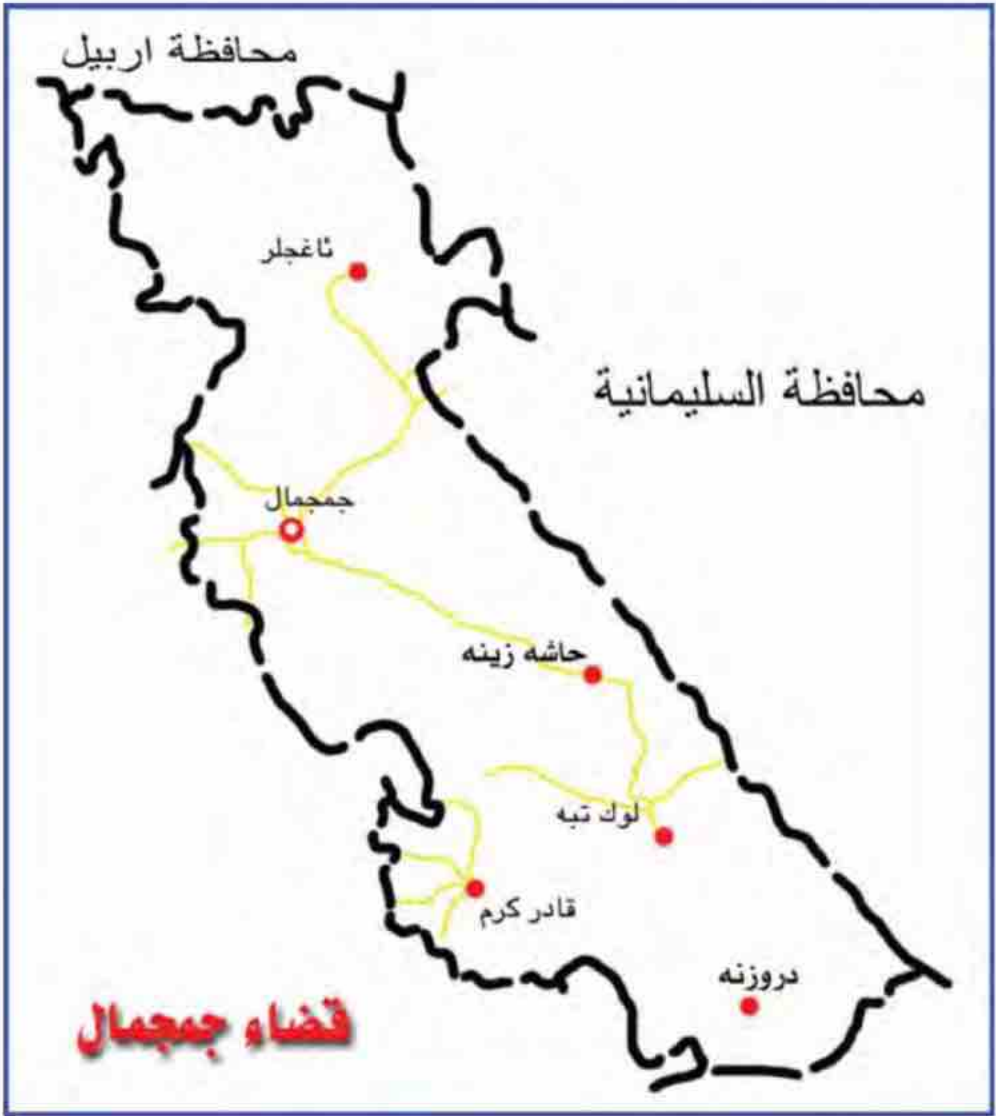 محافظة اربيل
ئاغجلر
محافظة السليمانية
جمجمال
حاشه زينه
لوك تبه
قادر كرم
دروزنه
قضاء جمجمال